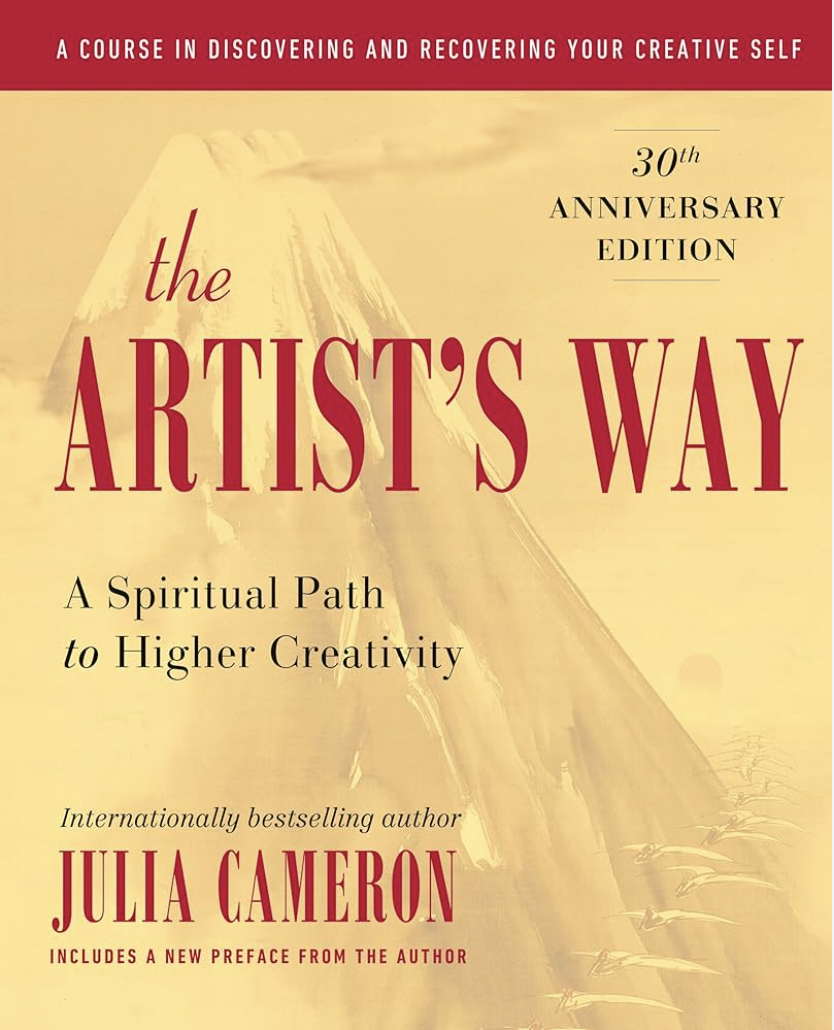 A COURSE IN DISCOVERING AND RECOVERING YOUR CREATIVE SELF
30th
ANNIVERSARY
EDITION
the
ARTIST’S WAY
A Spiritual Path
to Higher Creativity
Internationally bestselling author
JULIA CAMERON
INCLUDES A NEW PREFACE FROM THE AUTHOR